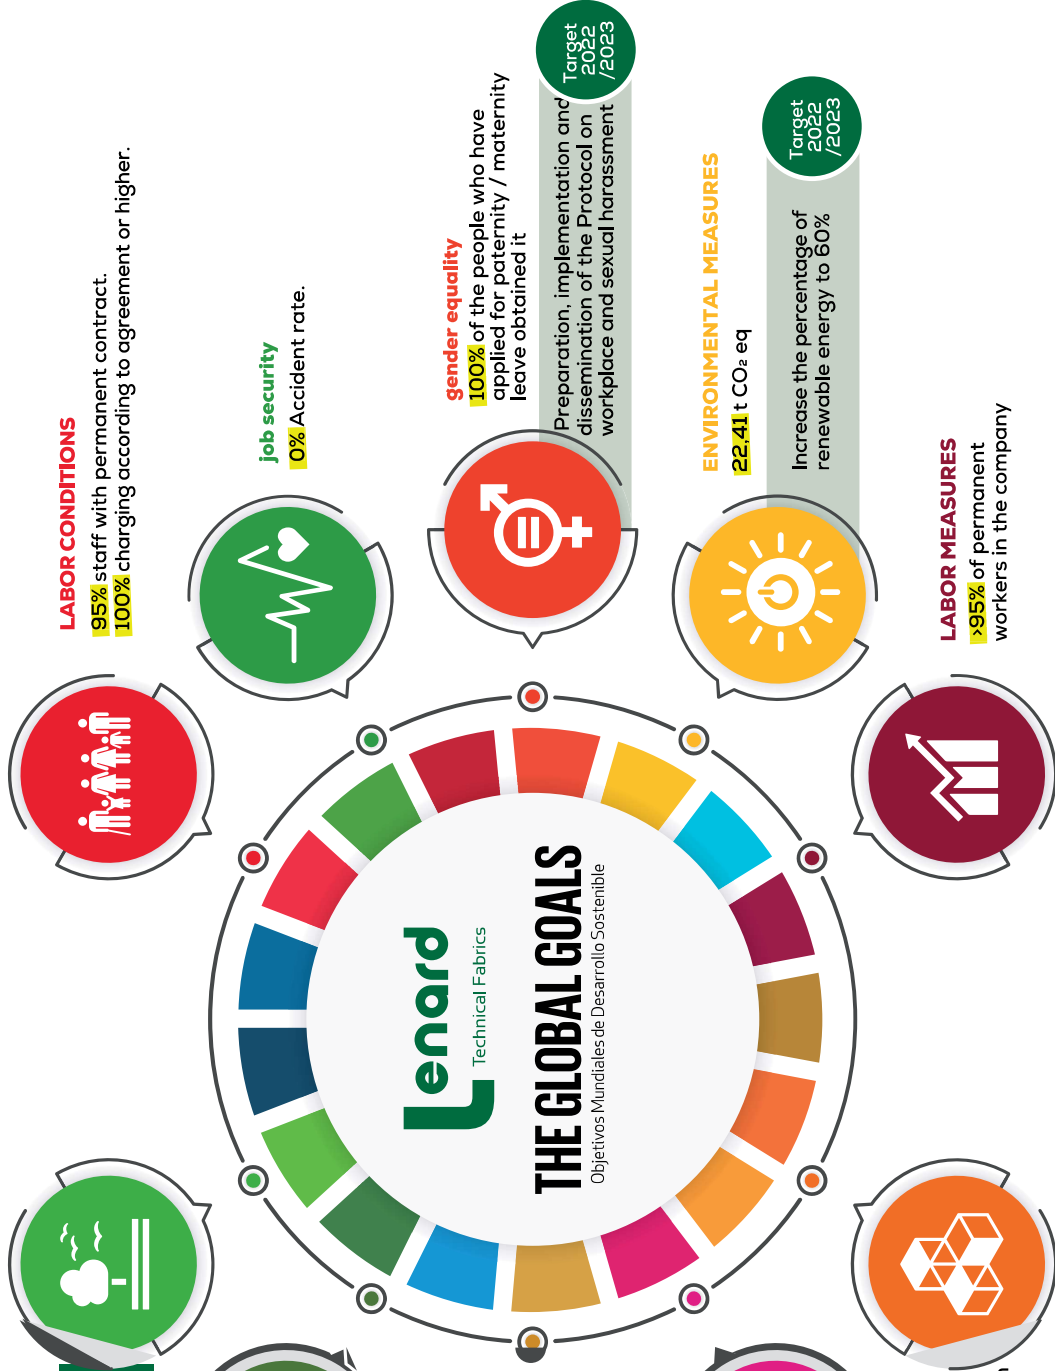 LABOR CONDITIONS
95% staff with permanent contract.
100% charging according to agreement or higher.
job security
0% Accident rate.
gender equality
100% of the people who have
applied for paternity / maternity
leave obtained it
Preparation, implementation and
dissemination of the Protocol on
workplace and sexual harassment
Target
2022
/2023
ENVIRONMENTAL MEASURES
22,41 t CO₂ eq
Increase the percentage of
renewable energy to 60%
Target
2022
/2023
LABOR MEASURES
>95% of permanent
workers in the company
Lenard
Technical Fabrics
THE GLOBAL GOALS
Objetivos Mundiales de Desarrollo Sostenible